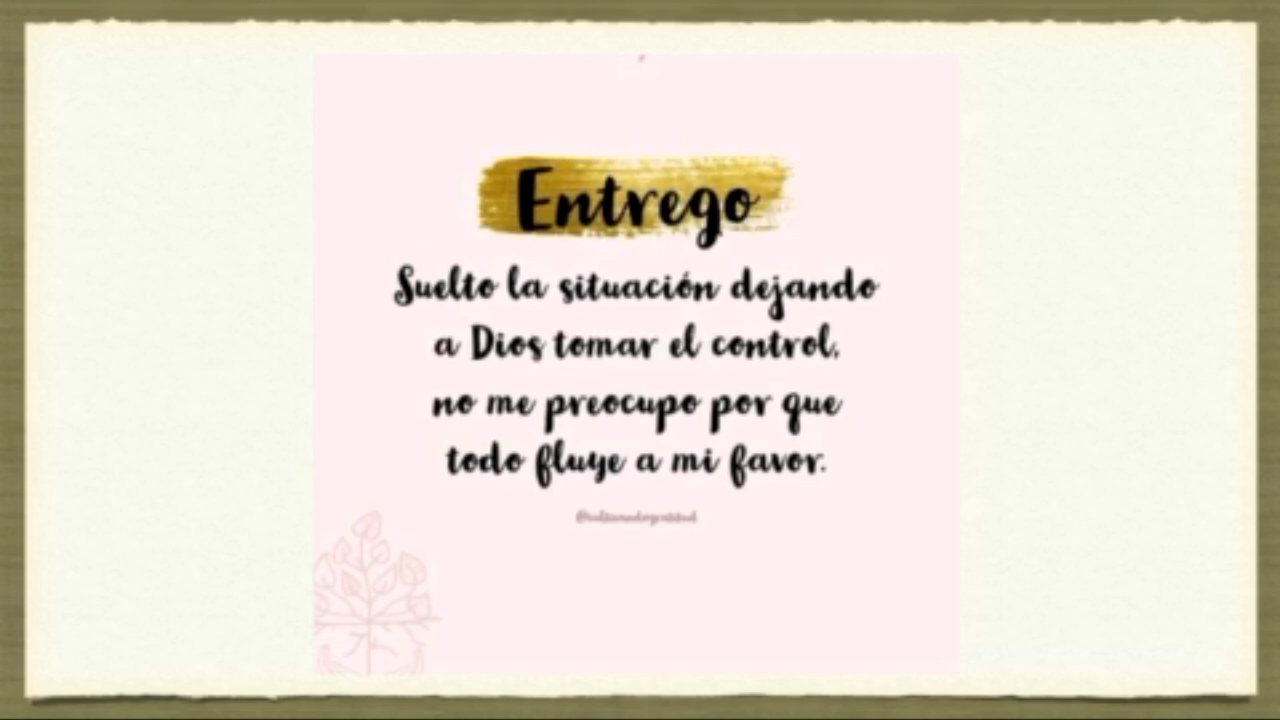 Entrego
Suelto la situación dejando
a Dios tomar el control,
no me preocupo por que
todo fluye a mi favor.